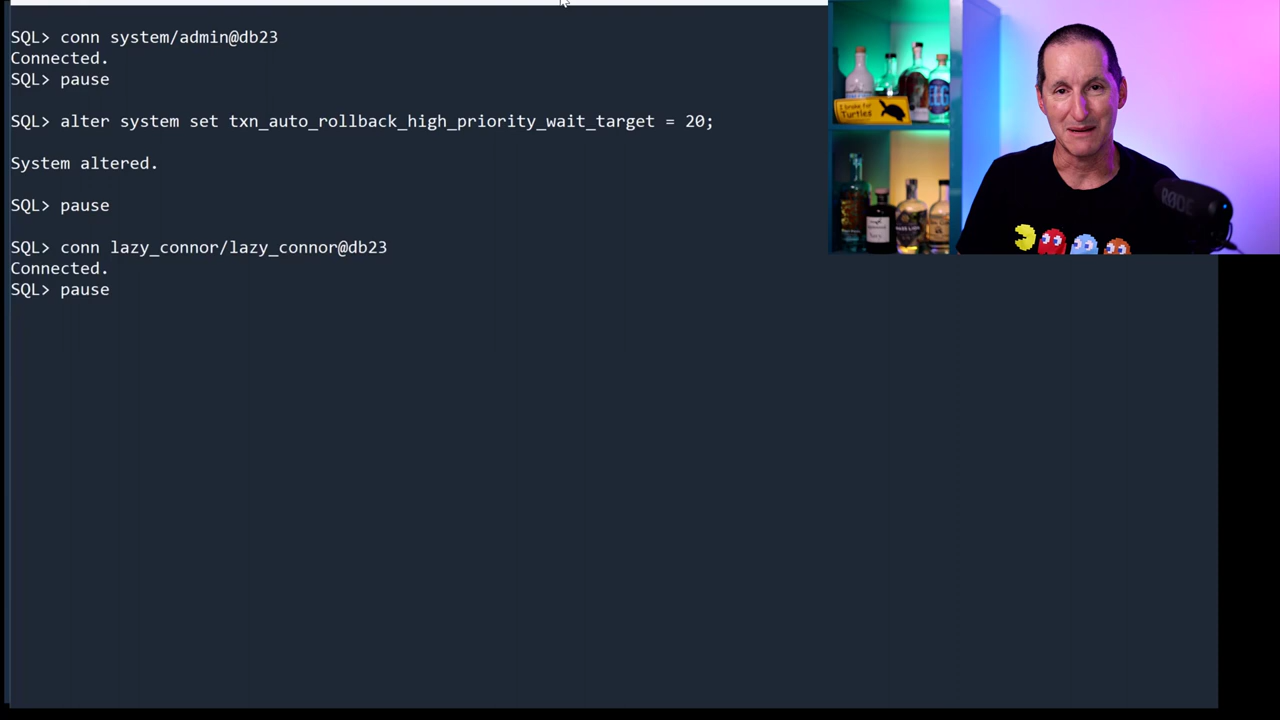 SQL> conn system/admin@db23
Connected.
SQL> pause
SQL> alter system set txn_auto_rollback_high_priority_wait_target = 20;
System altered.
SQL> pause
SQL> conn lazy_connor/lazy_connor@db23
Connected.
SQL> pause
I brake for
Turtles
RØDE